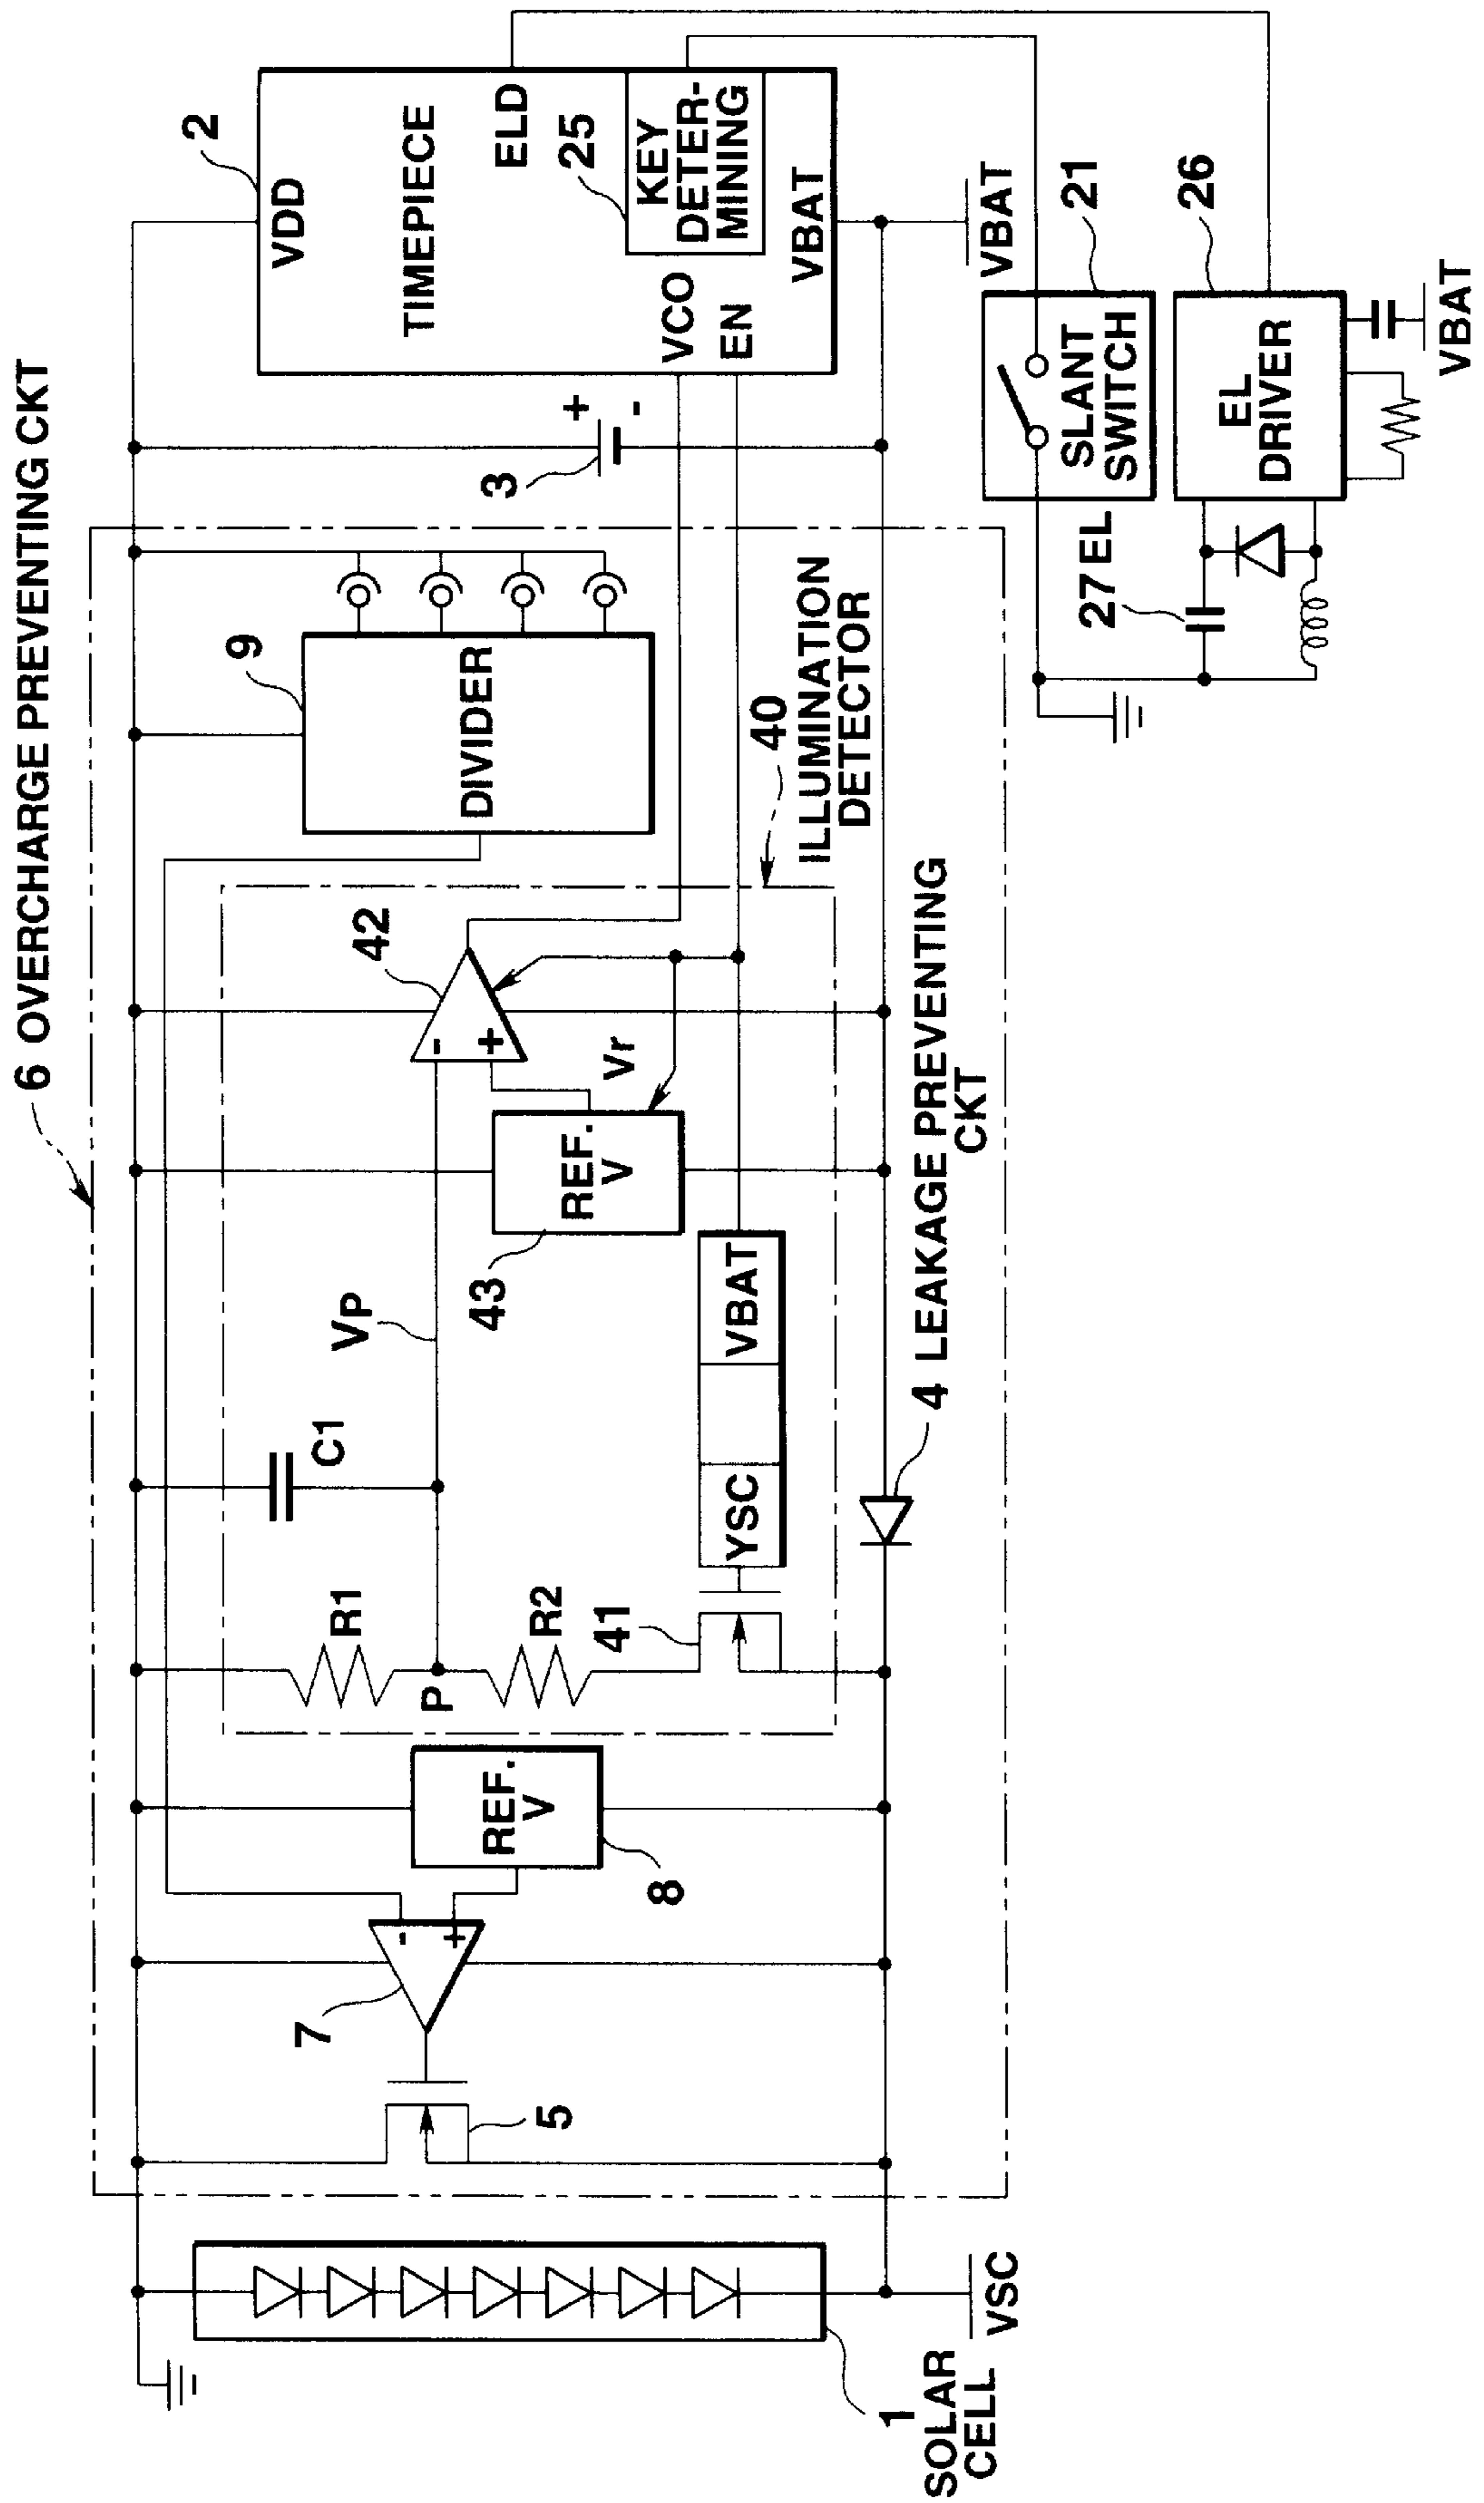 6 OVERCHARGE PREVENTING CKT
2
VDD
TIMEPIECE
ELD
25
KEY
DETER-
MINING
VCO
EN
VBAT
VBAT
3
+
-
9
DIVIDER
40
ILLUMINATION
DETECTOR
42
-
+
Vr
REF.
V
43
VP
C1
R1
P
R2
41
YSC
VBAT
4 LEAKAGE PREVENTING
CKT
REF.
V
8
-
+
7
5
1
SOLAR
CELL
VSC
21
SLANT
SWITCH
26
EL
DRIVER
VBAT
27 EL